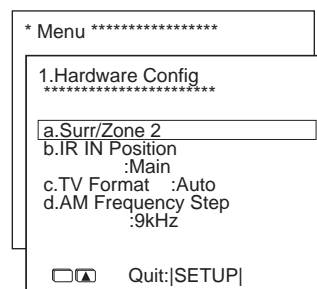 * Menu *****************
1.Hardware Config
***********************
a.Surr/Zone 2
b.IR IN Position
:Main
c.TV Format :Auto
d.AM Frequency Step
:9kHz
Quit:|SETUP|